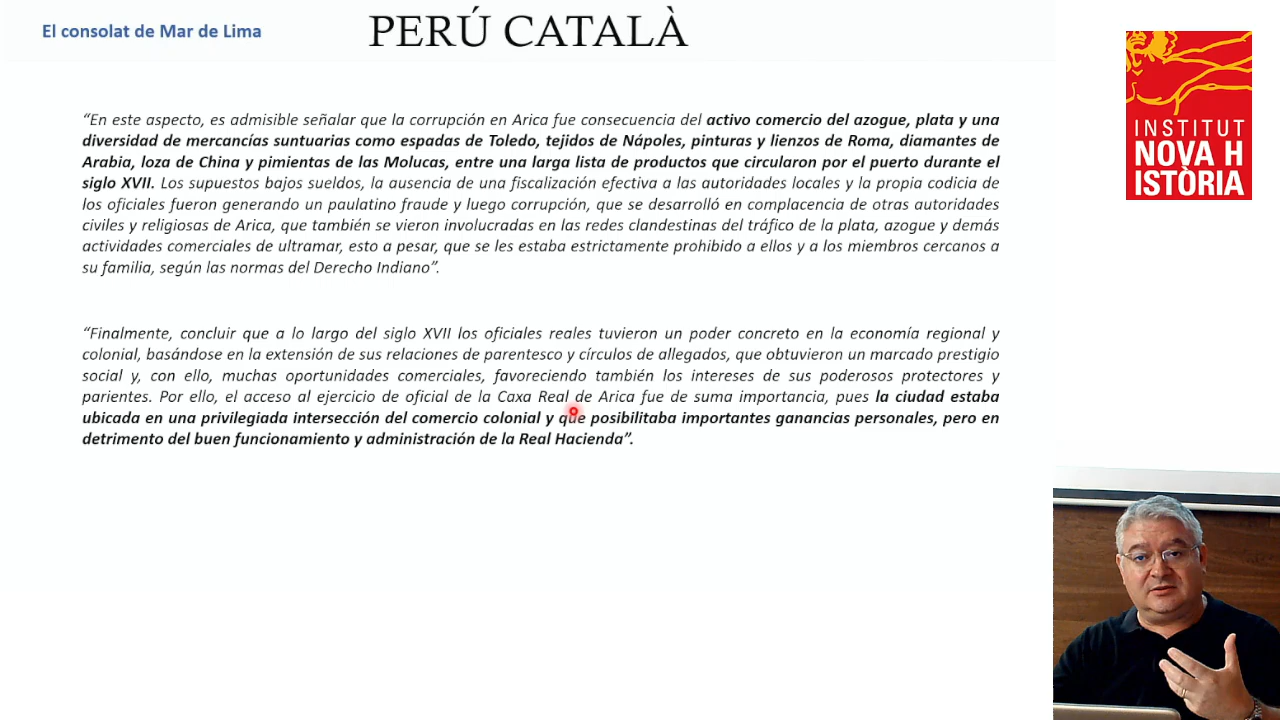 El consolat de Mar de Lima
PERÚ CATALÀ
“En este aspecto, es admisible señalar que la corrupción en Arica fue consecuencia del activo comercio del azogue, plata y una
diversidad de mercancías suntuarias como espadas de Toledo, tejidos de Nápoles, pinturas y lienzos de Roma, diamantes de
Arabia, loza de China y pimientas de las Molucas, entre una larga lista de productos que circularon por el puerto durante el
siglo XVII. Los supuestos bajos sueldos, la ausencia de una fiscalización efectiva a las autoridades locales y la propia codicia de
los oficiales fueron generando un paulatino fraude y luego corrupción, que se desarrolló en complacencia de otras autoridades
civiles y religiosas de Arica, que también se vieron involucradas en las redes clandestinas del tráfico de la plata, azogue y demás
actividades comerciales de ultramar, esto a pesar, que se les estaba estrictamente prohibido a ellos y a los miembros cercanos a
su familia, según las normas del Derecho Indiano”.
“Finalmente, concluir que a lo largo del siglo XVII los oficiales reales tuvieron un poder concreto en la economía regional y
colonial, basándose en la extensión de sus relaciones de parentesco y círculos de allegados, que obtuvieron un marcado prestigio
social y, con ello, muchas oportunidades comerciales, favoreciendo también los intereses de sus poderosos protectores y
parientes. Por ello, el acceso al ejercicio de oficial de la Caxa Real de Arica fue de suma importancia, pues la ciudad estaba
ubicada en una privilegiada intersección del comercio colonial y que posibilitaba importantes ganancias personales, pero en
detrimento del buen funcionamiento y administración de la Real Hacienda”.
INSTITUT
NOVA H
ISTÒRIA